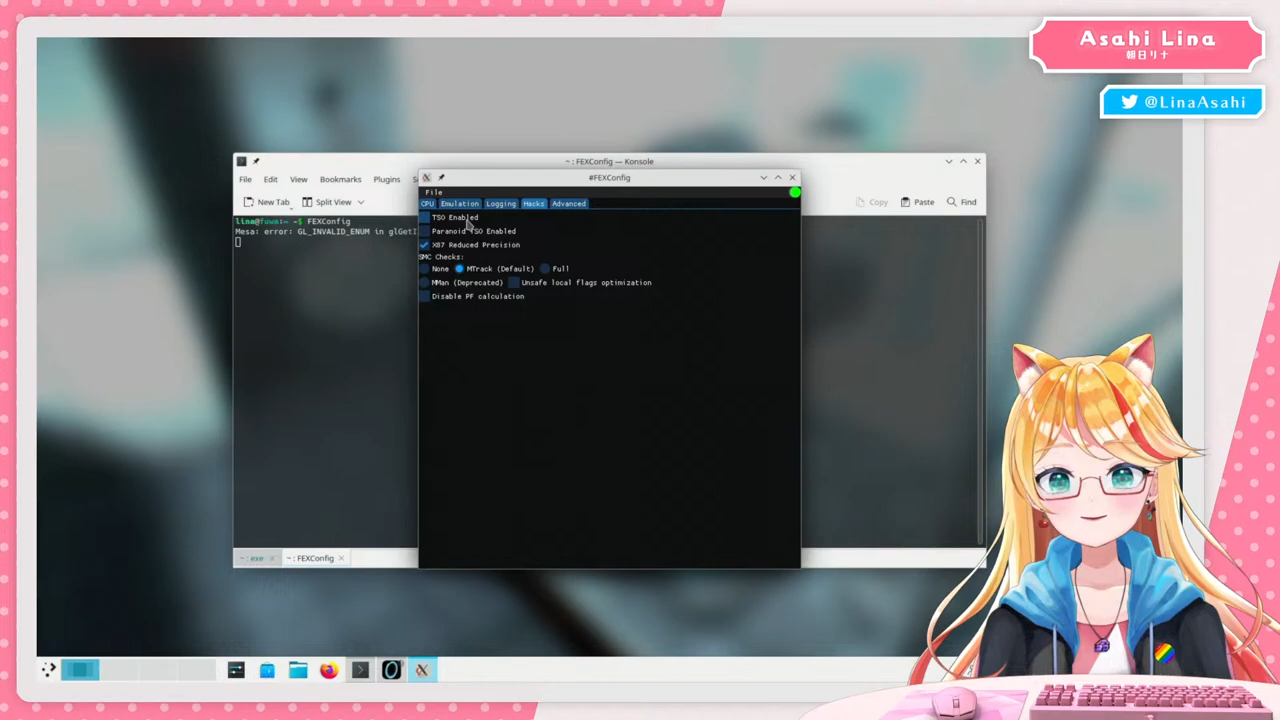 Asahi Lina
朝日リナ
@LinaAsahi
~ : FEXConfig — Konsole
File Edit View Bookmarks Plugins
New Tab Split View Copy Paste Find
lina@fuwa:~ -$ FEXConfig
Mesa: error: GL_INVALID_ENUM in glGetI
#FEXConfig
File
CPU Emulation Logging Hacks Advanced
TSO Enabled
Paranoid TSO Enabled
X87 Reduced Precision
SMC Checks:
None MTrack (Default) Full
MMan (Deprecated) Unsafe local flags optimization
Disable PF calculation
~ : exe ~ : FEXConfig